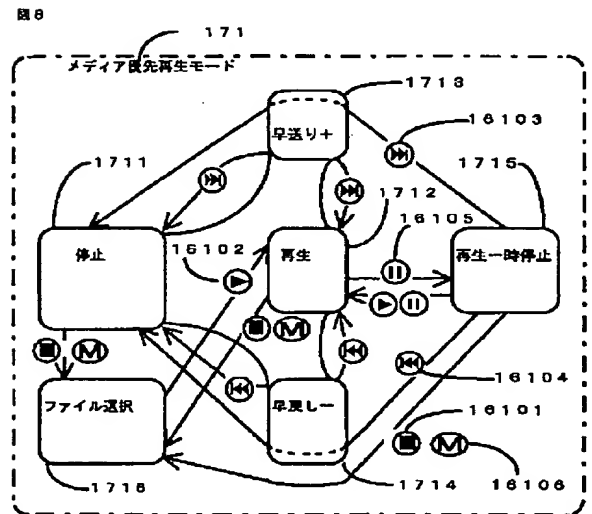 図8
171
メディア優先再生モード
1713
早送り+
16103
1711
1712
1715
16105
停止
16102
再生
再生一時停止
M
M
16104
ファイル選択
早戻しー
16101
M
1716
1714
16106